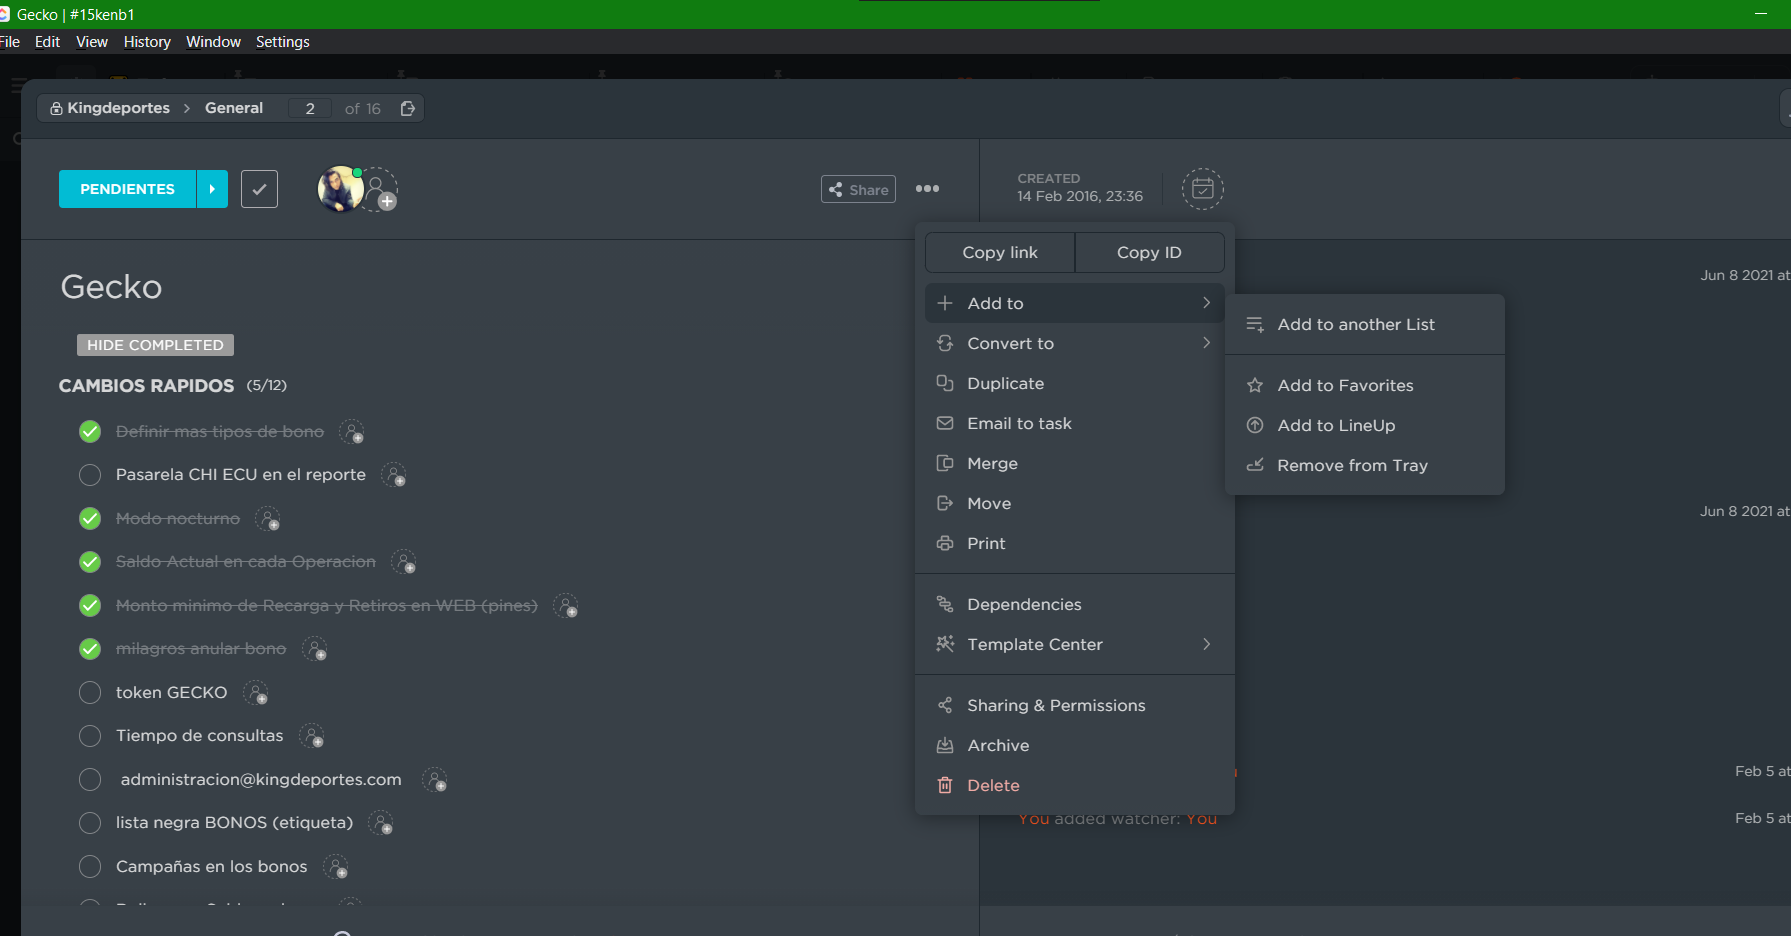 Gecko | #15kenb1
File Edit View History Window Settings
Kingdeportes > General 2 of 16
PENDIENTES
Share
CREATED
14 Feb 2016, 23:36
Copy link Copy ID
Gecko
Jun 8 2021 at
Add to
Add to another List
Convert to
HIDE COMPLETED
CAMBIOS RAPIDOS (5/12)
Duplicate
Add to Favorites
Email to task
Add to LineUp
Definir mas tipos de bono
Merge
Remove from Tray
Pasarela CHI ECU en el reporte
Move
Jun 8 2021 at
Modo nocturno
Print
Saldo Actual en cada Operacion
Monto minimo de Recarga y Retiros en WEB (pines)
Dependencies
milagros anular bono
Template Center
token GECKO
Sharing & Permissions
Tiempo de consultas
Archive
administracion@kingdeportes.com
Delete
Feb 5 at
lista negra BONOS (etiqueta)
You added watcher: You
Feb 5 at
Campañas en los bonos